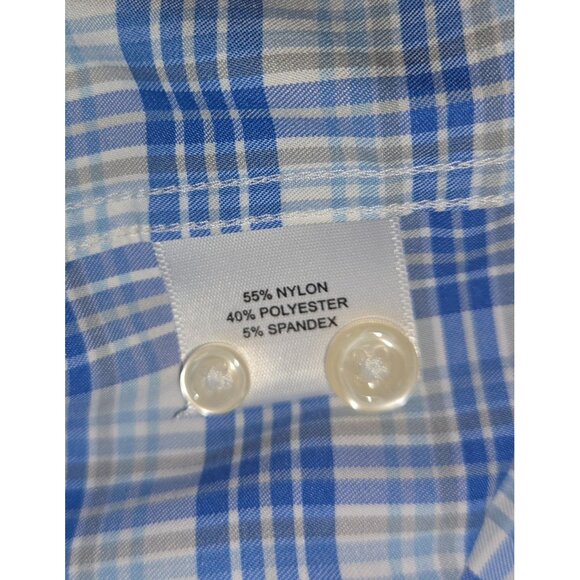 55% NYLON
40% POLYESTER
5% SPANDEX